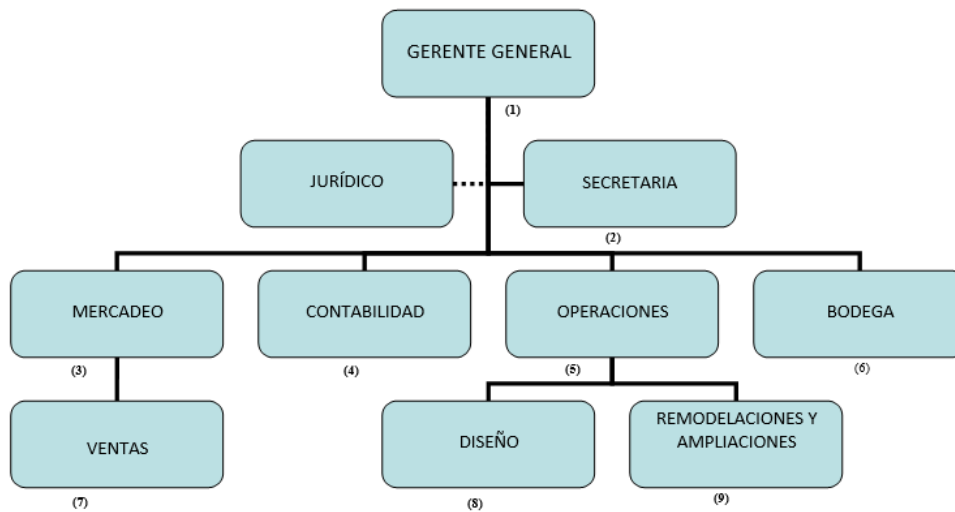 GERENTE GENERAL
(1)
JURÍDICO
SECRETARIA
(2)
MERCADEO
CONTABILIDAD
OPERACIONES
BODEGA
(3)
(4)
(5)
(6)
VENTAS
DISEÑO
REMODELACIONES Y
AMPLIACIONES
(7)
(8)
(9)